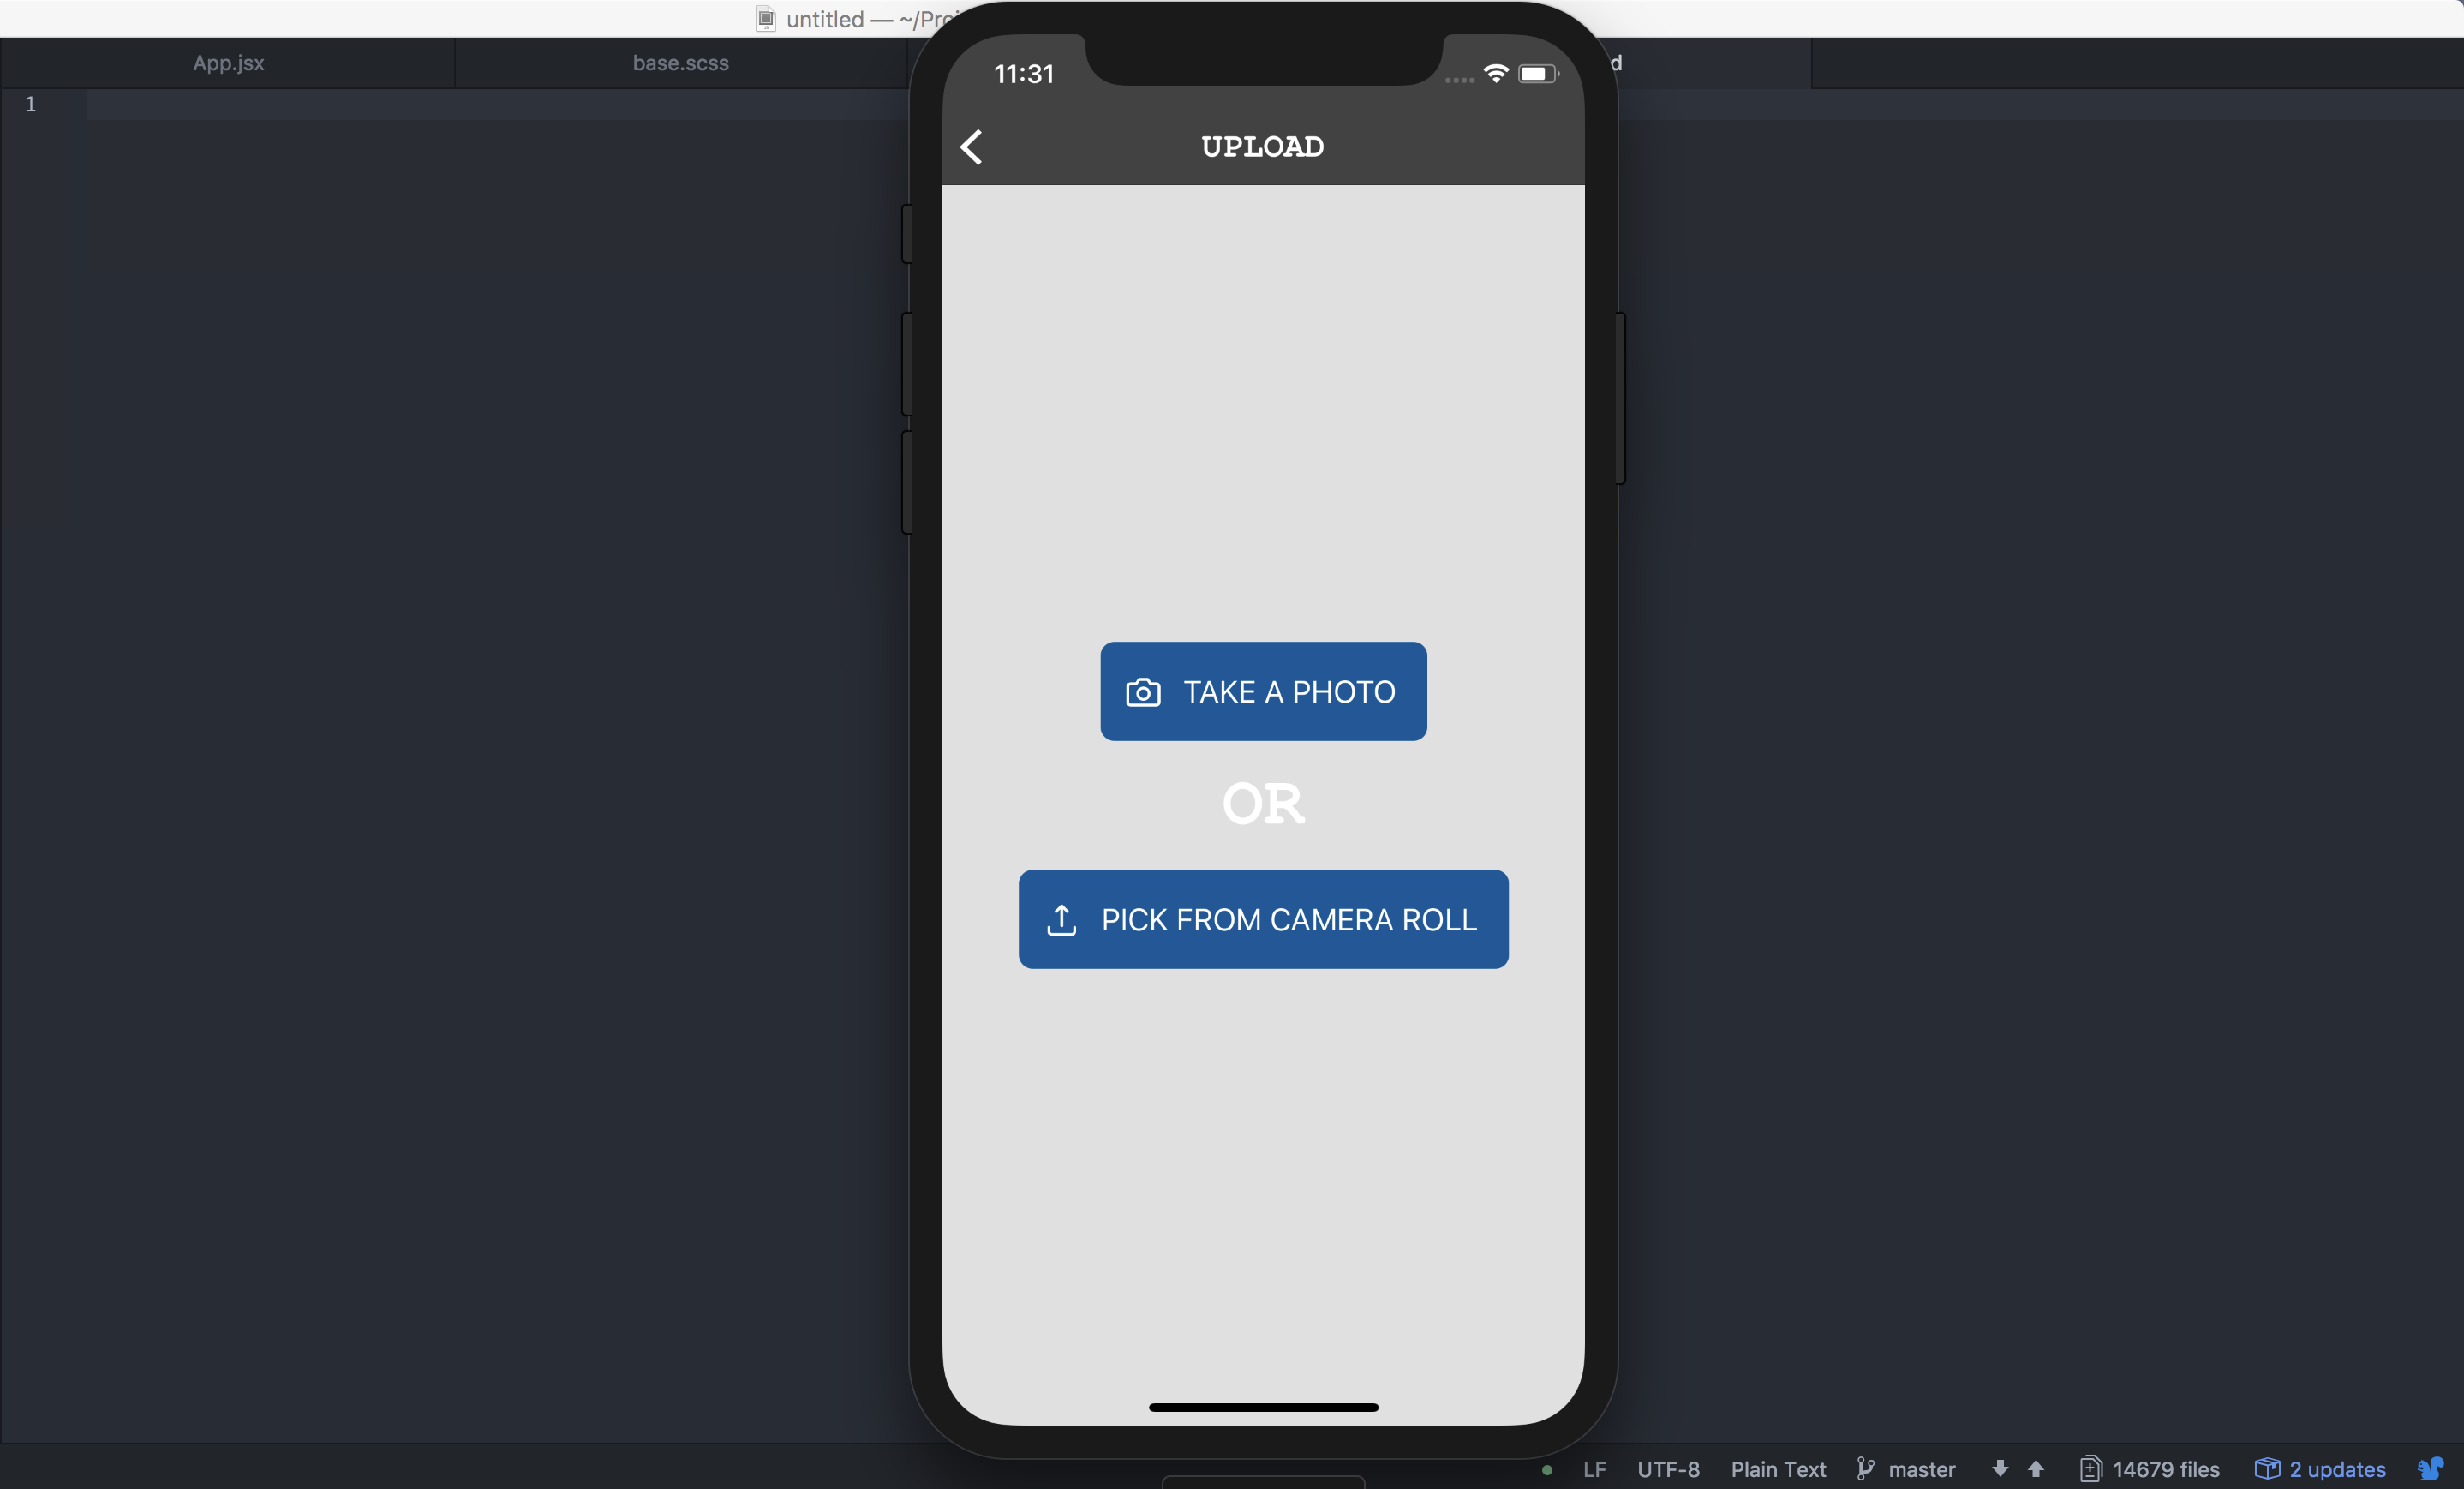 untitled — ~/Proj
App.jsx
base.scss
d
1
11:31
UPLOAD
TAKE A PHOTO
OR
PICK FROM CAMERA ROLL
LF
UTF-8
Plain Text
master
14679 files
2 updates